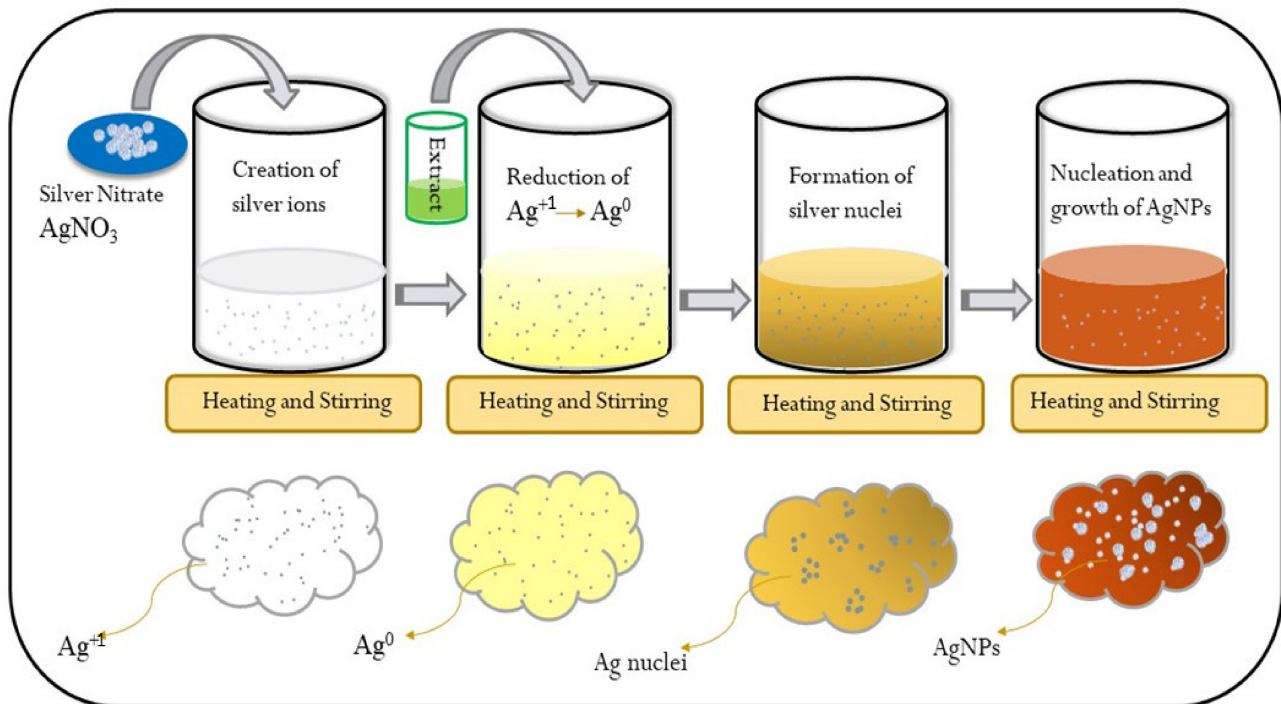 Silver Nitrate
AgNO₃
Creation of
silver ions
Extract
Reduction of
Ag⁺¹ → Ag⁰
Formation of
silver nuclei
Nucleation and
growth of AgNPs
Heating and Stirring
Heating and Stirring
Heating and Stirring
Heating and Stirring
Ag⁺¹
Ag⁰
Ag nuclei
AgNPs